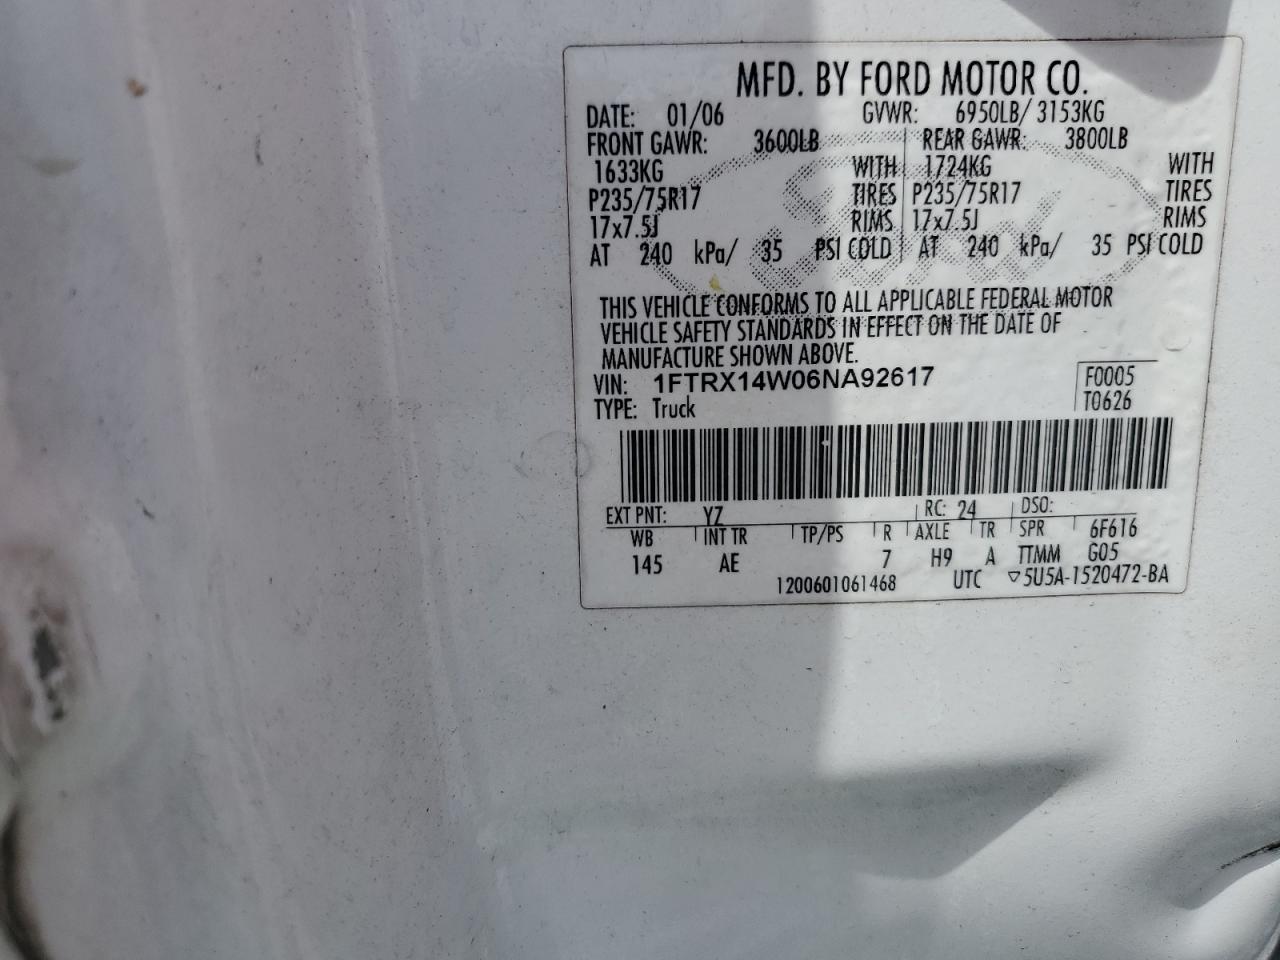 MFD. BY FORD MOTOR CO.
DATE: 01/06 GVWR: 6950LB/ 3153KG
FRONT GAWR: 3600LB REAR GAWR: 3800LB
1633KG WITH 1724KG WITH
P235/75R17 TIRES P235/75R17 TIRES
17x7.5J RIMS 17x7.5J RIMS
AT 240 kPa/ 35 PSI COLD AT 240 kPa/ 35 PSI COLD
THIS VEHICLE CONFORMS TO ALL APPLICABLE FEDERAL MOTOR
VEHICLE SAFETY STANDARDS IN EFFECT ON THE DATE OF
MANUFACTURE SHOWN ABOVE.
VIN: 1FTRX14W06NA92617 F0005
TYPE: Truck T0626
EXT PNT: YZ RC: 24 DSO:
WB INT TR TP/PS R AXLE TR SPR 6F616
145 AE 7 H9 A TTMM G05
1200601061468 UTC ▽5U5A-1520472-BA